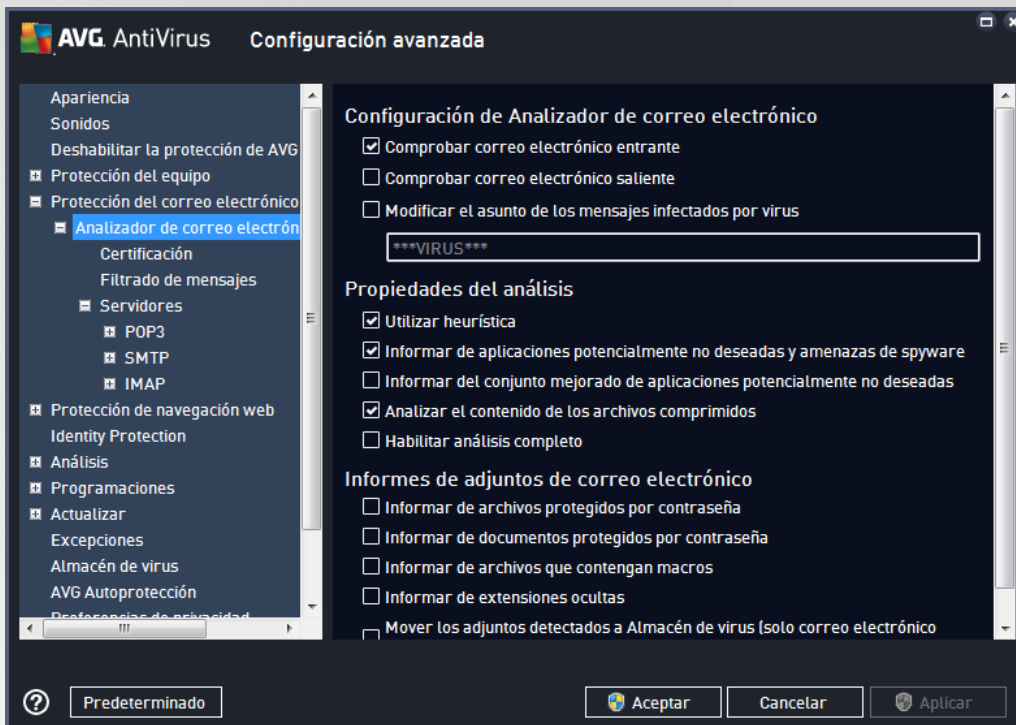 AVG AntiVirus Configuración avanzada
Apariencia
Sonidos
Deshabilitar la protección de AVG
Protección del equipo
Protección del correo electrónico
Analizador de correo electrón
Certificación
Filtrado de mensajes
Servidores
POP3
SMTP
IMAP
Protección de navegación web
Identity Protection
Análisis
Programaciones
Actualizar
Excepciones
Almacén de virus
AVG Autoprotección
Preferencias de privacidad
Configuración de Analizador de correo electrónico
Comprobar correo electrónico entrante
Comprobar correo electrónico saliente
Modificar el asunto de los mensajes infectados por virus
***VIRUS***
Propiedades del análisis
Utilizar heurística
Informar de aplicaciones potencialmente no deseadas y amenazas de spyware
Informar del conjunto mejorado de aplicaciones potencialmente no deseadas
Analizar el contenido de los archivos comprimidos
Habilitar análisis completo
Informes de adjuntos de correo electrónico
Informar de archivos protegidos por contraseña
Informar de documentos protegidos por contraseña
Informar de archivos que contengan macros
Informar de extensiones ocultas
Mover los adjuntos detectados a Almacén de virus (solo correo electrónico
Predeterminado
Aceptar
Cancelar
Aplicar